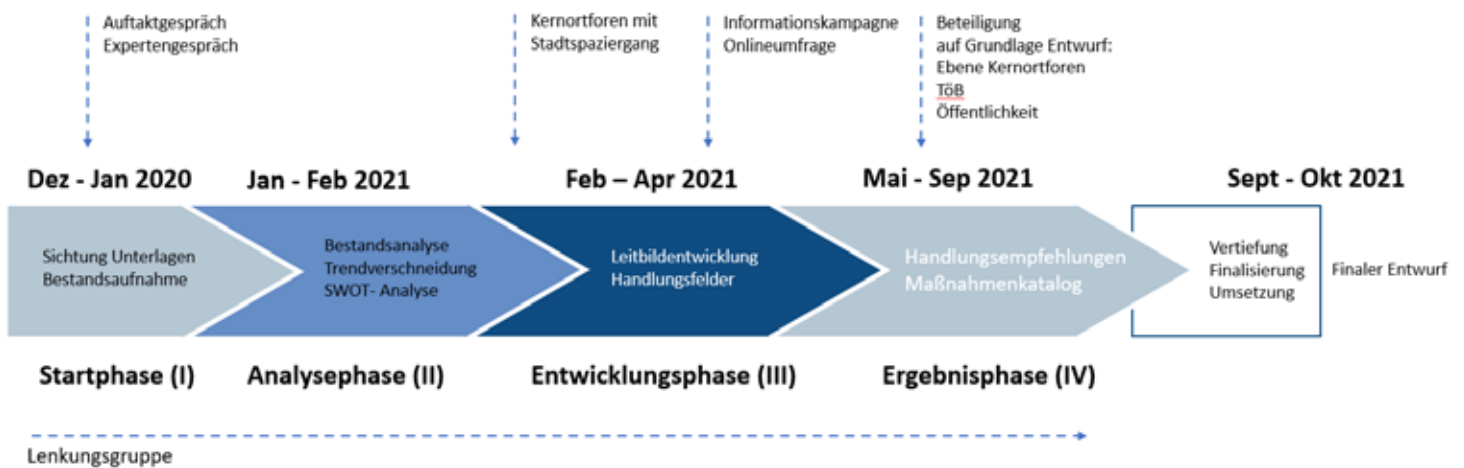 Auftaktgespräch
Expertengespräch
Kernortforen mit
Stadtspaziergang
Informationskampagne
Onlineumfrage
Beteiligung
auf Grundlage Entwurf:
Ebene Kernortforen
TöB
Öffentlichkeit
Dez - Jan 2020
Jan - Feb 2021
Feb – Apr 2021
Mai - Sep 2021
Sept - Okt 2021
Sichtung Unterlagen
Bestandsaufnahme
Bestandsanalyse
Trendverschneidung
SWOT- Analyse
Leitbildentwicklung
Handlungsfelder
Handlungsempfehlungen
Maßnahmenkatalog
Vertiefung
Finalisierung
Umsetzung
Finaler Entwurf
Startphase (I)
Analysephase (II)
Entwicklungsphase (III)
Ergebnisphase (IV)
Lenkungsgruppe